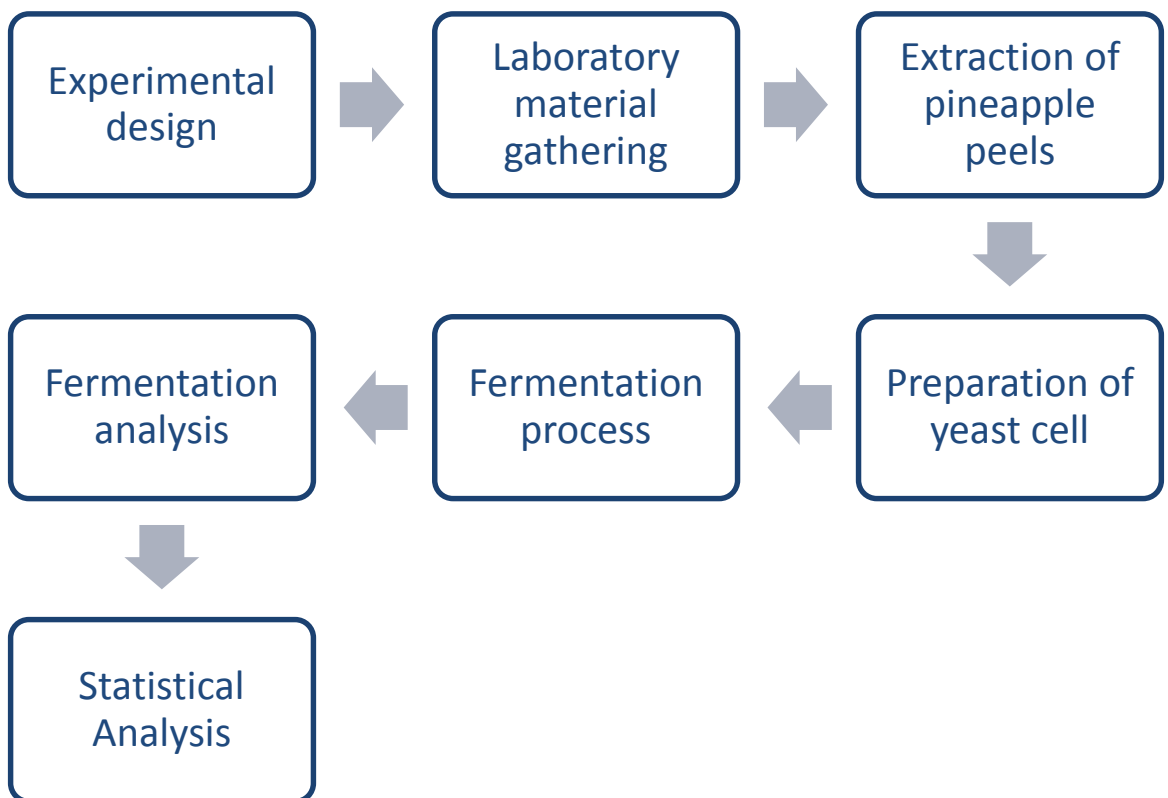 Experimental
design
Laboratory
material
gathering
Extraction of
pineapple
peels
Preparation of
yeast cell
Fermentation
process
Fermentation
analysis
Statistical
Analysis